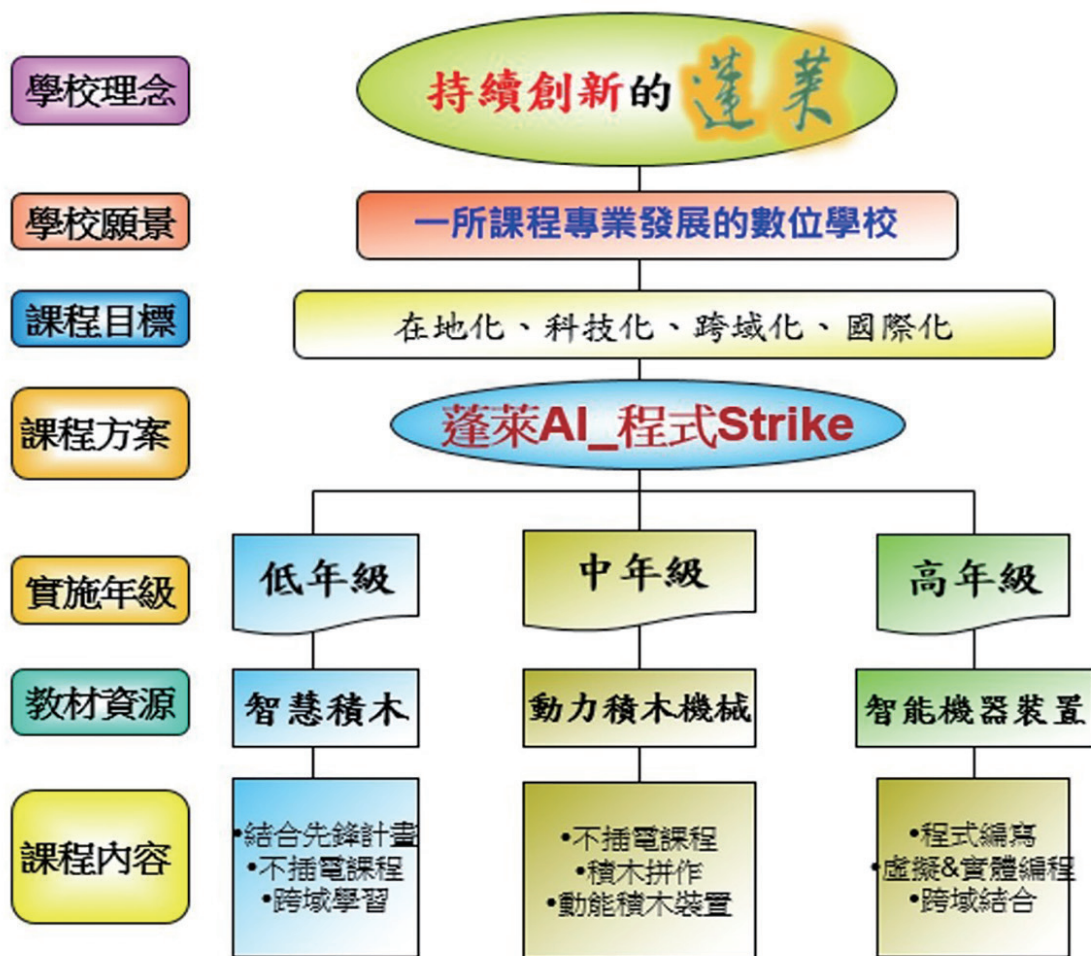 學校理念
持續創新的蓬萊
學校願景
一所課程專業發展的數位學校
課程目標
在地化、科技化、跨域化、國際化
課程方案
蓬萊AI_程式Strike
實施年級
低年級
中年級
高年級
教材資源
智慧積木
動力積木機械
智能機器裝置
課程內容
•結合先鋒計畫
•不插電課程
•跨域學習
•不插電課程
•積木拼作
•動能積木裝置
•程式編寫
•虛擬&實體編程
•跨域結合